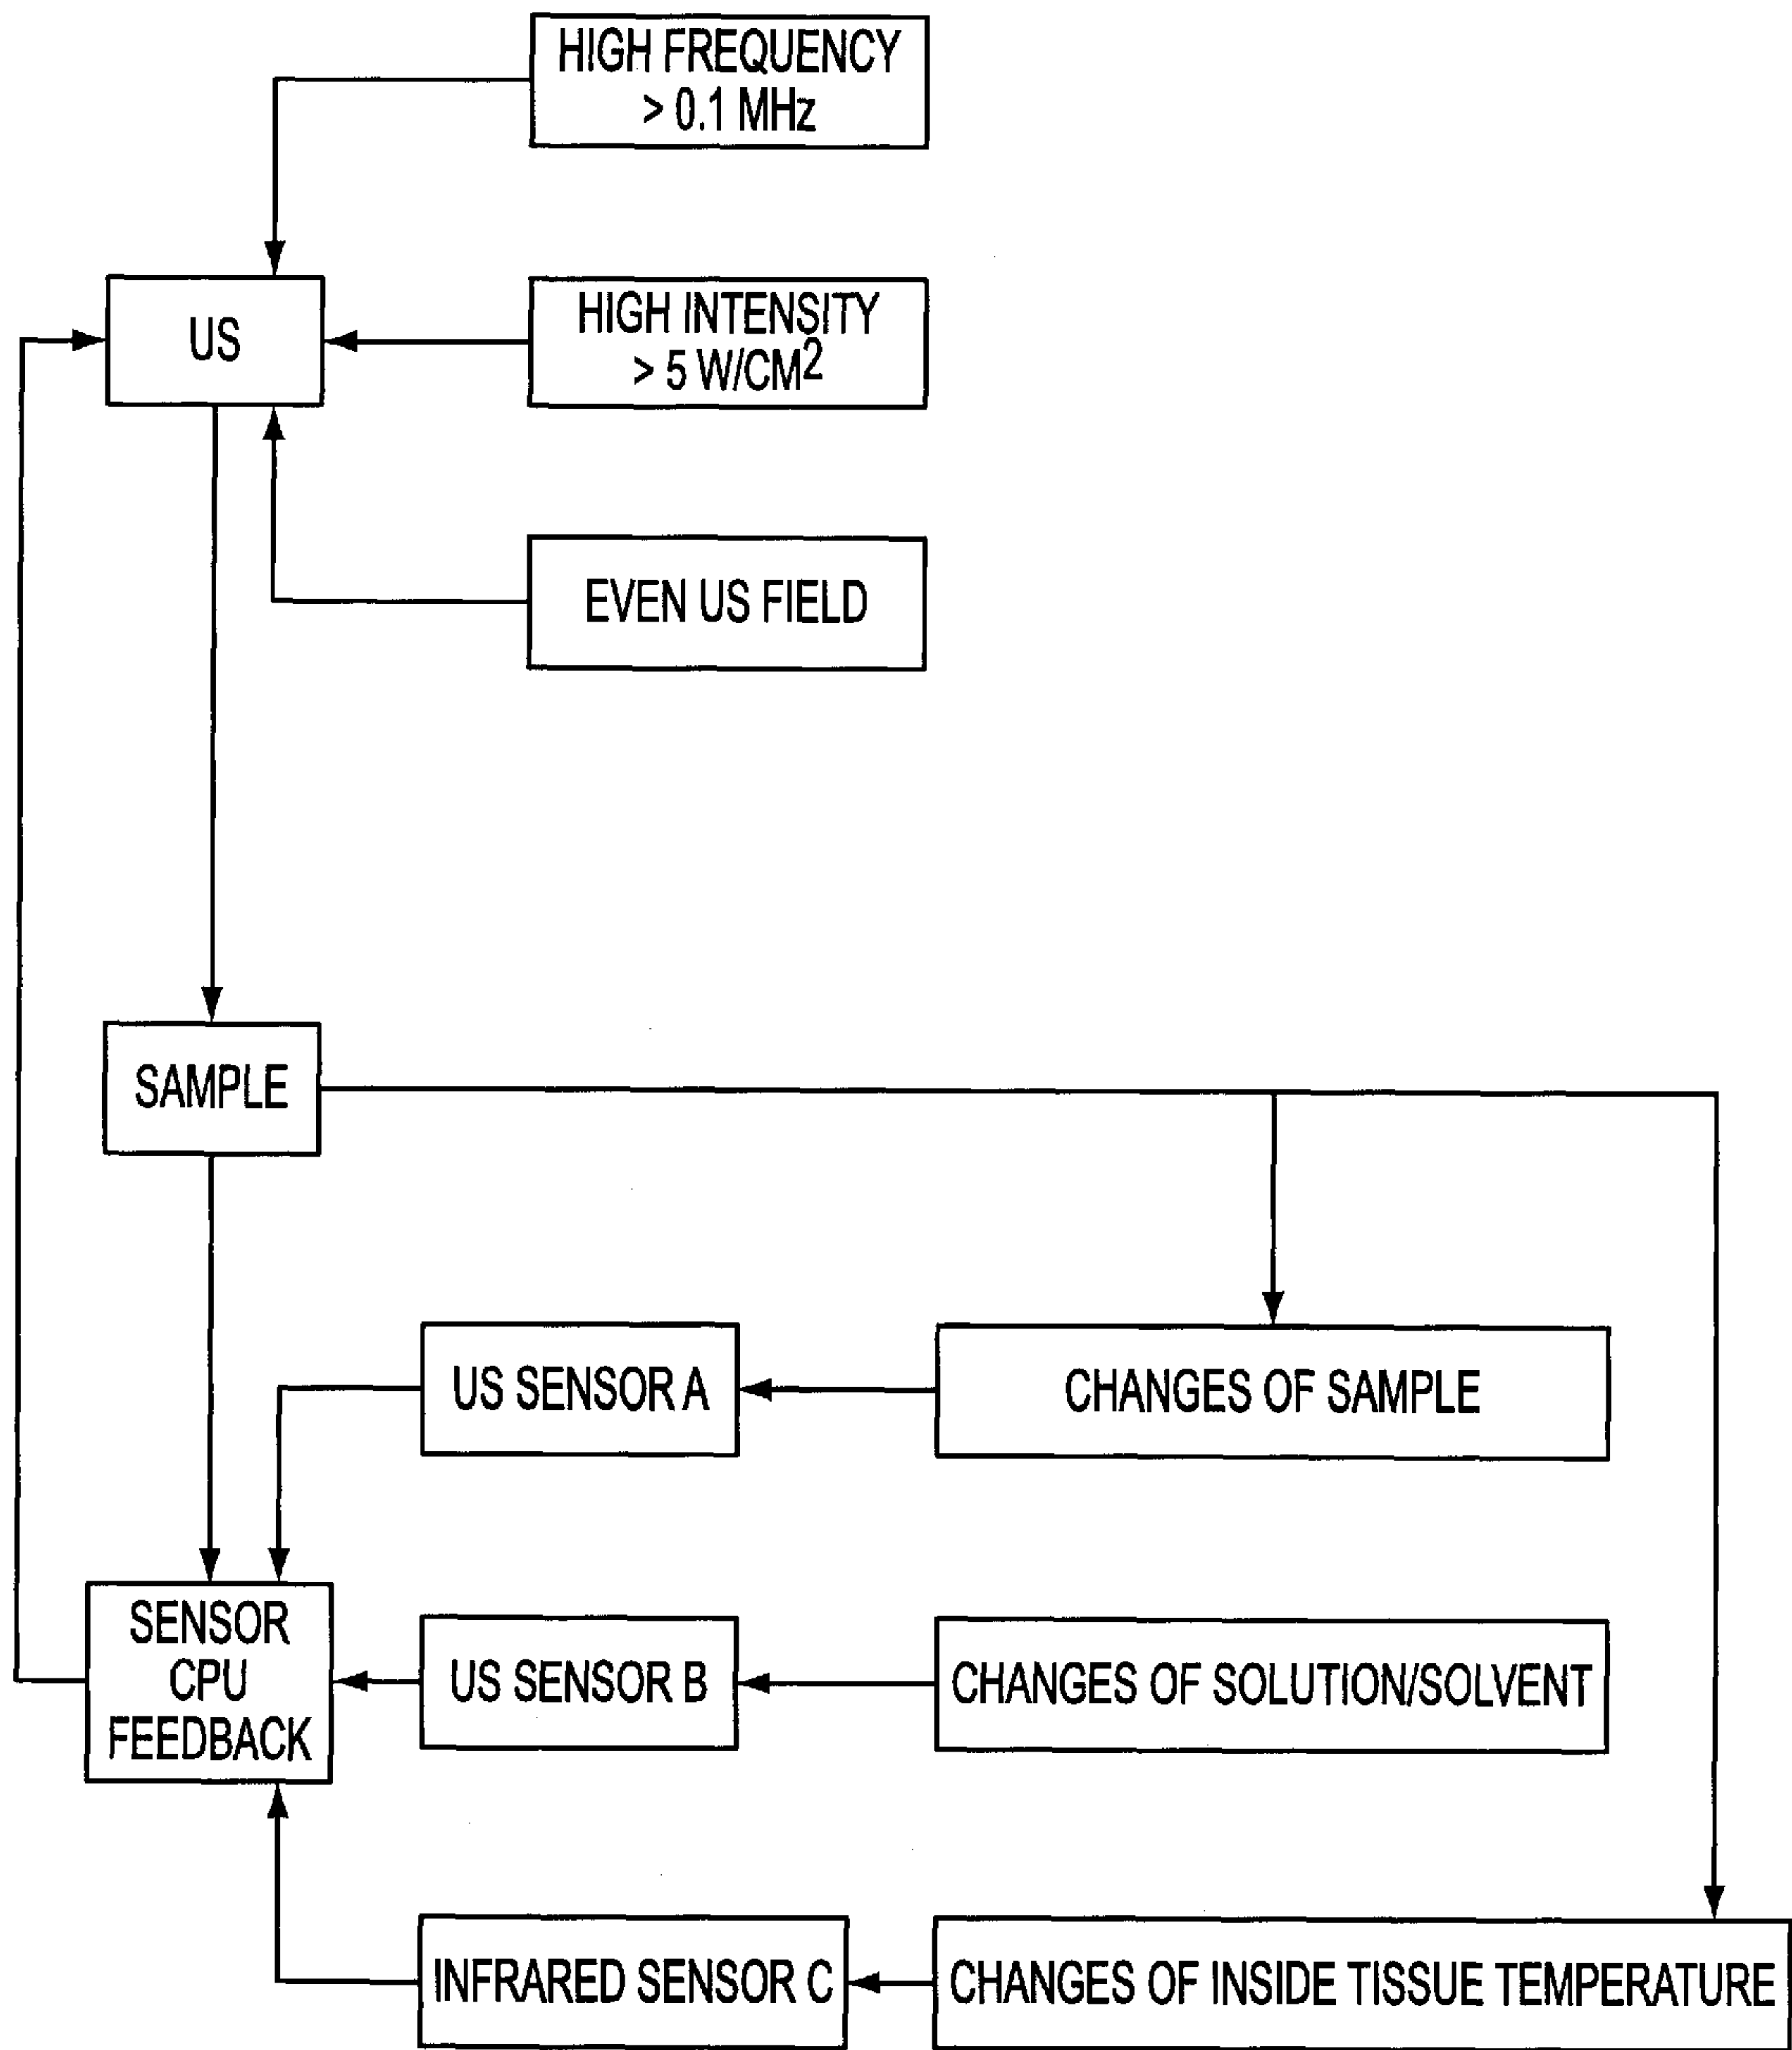 HIGH FREQUENCY
> 0.1 MHz
US
HIGH INTENSITY
> 5 W/CM²
EVEN US FIELD
SAMPLE
US SENSOR A
CHANGES OF SAMPLE
SENSOR
CPU
FEEDBACK
US SENSOR B
CHANGES OF SOLUTION/SOLVENT
INFRARED SENSOR C
CHANGES OF INSIDE TISSUE TEMPERATURE